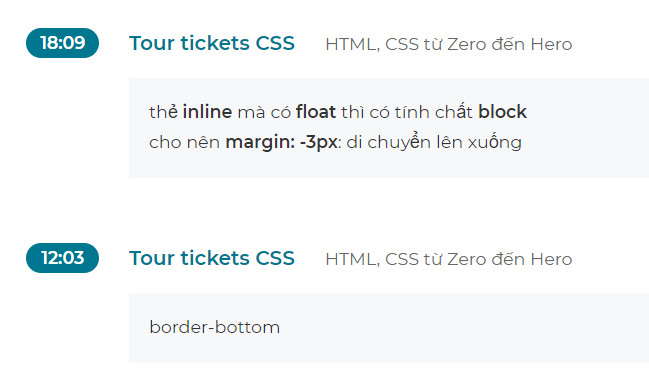 18:09 Tour tickets CSS HTML, CSS từ Zero đến Hero
thẻ inline mà có float thì có tính chất block
cho nên margin: -3px: di chuyển lên xuống
12:03 Tour tickets CSS HTML, CSS từ Zero đến Hero
border-bottom